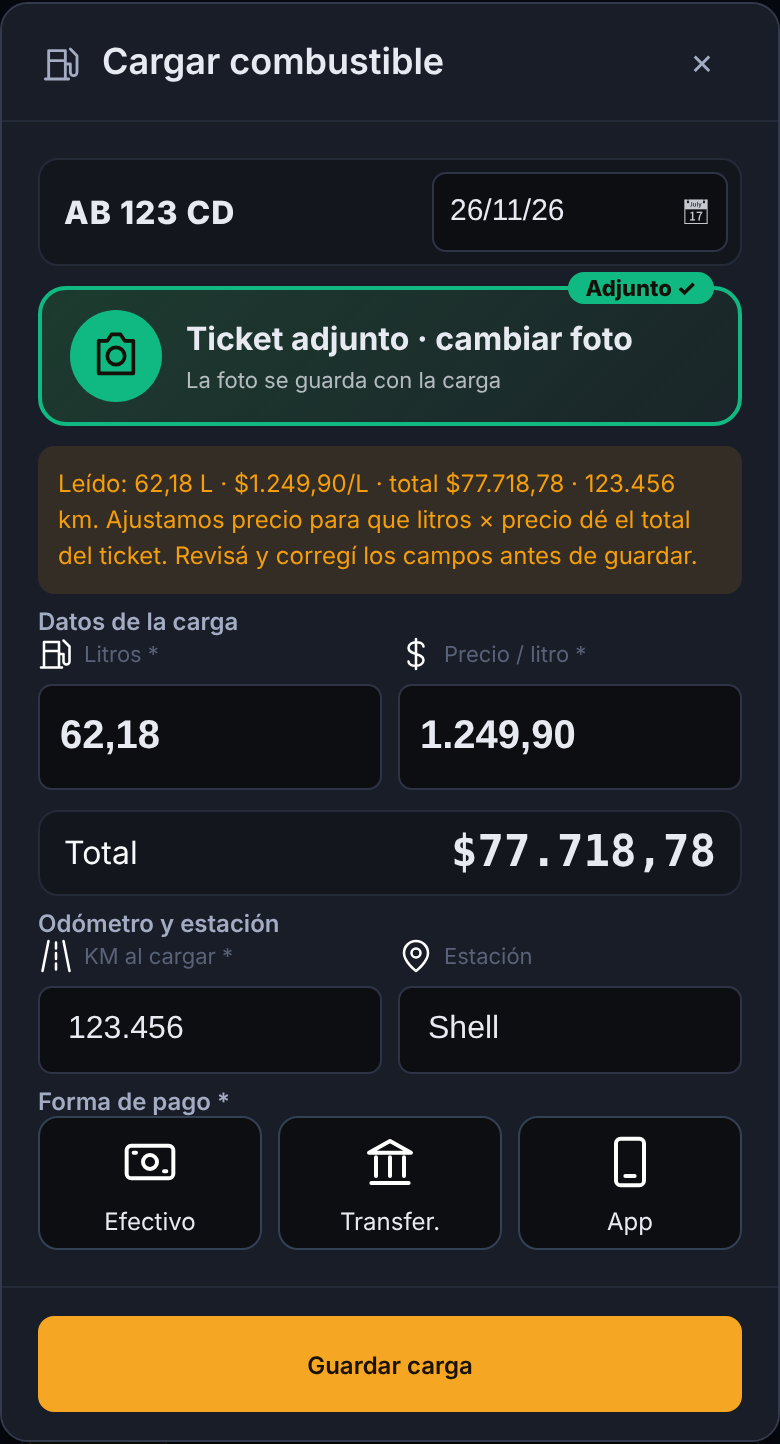 Cargar combustible
AB 123 CD
26/11/26
Adjunto ✓
Ticket adjunto · cambiar foto
La foto se guarda con la carga
Leído: 62,18 L · $1.249,90/L · total $77.718,78 · 123.456
km. Ajustamos precio para que litros × precio dé el total
del ticket. Revisá y corregí los campos antes de guardar.
Datos de la carga
Litros *
$ Precio / litro *
62,18
1.249,90
Total
$77.718,78
Odómetro y estación
KM al cargar *
Estación
123.456
Shell
Forma de pago *
Efectivo
Transfer.
App
Guardar carga